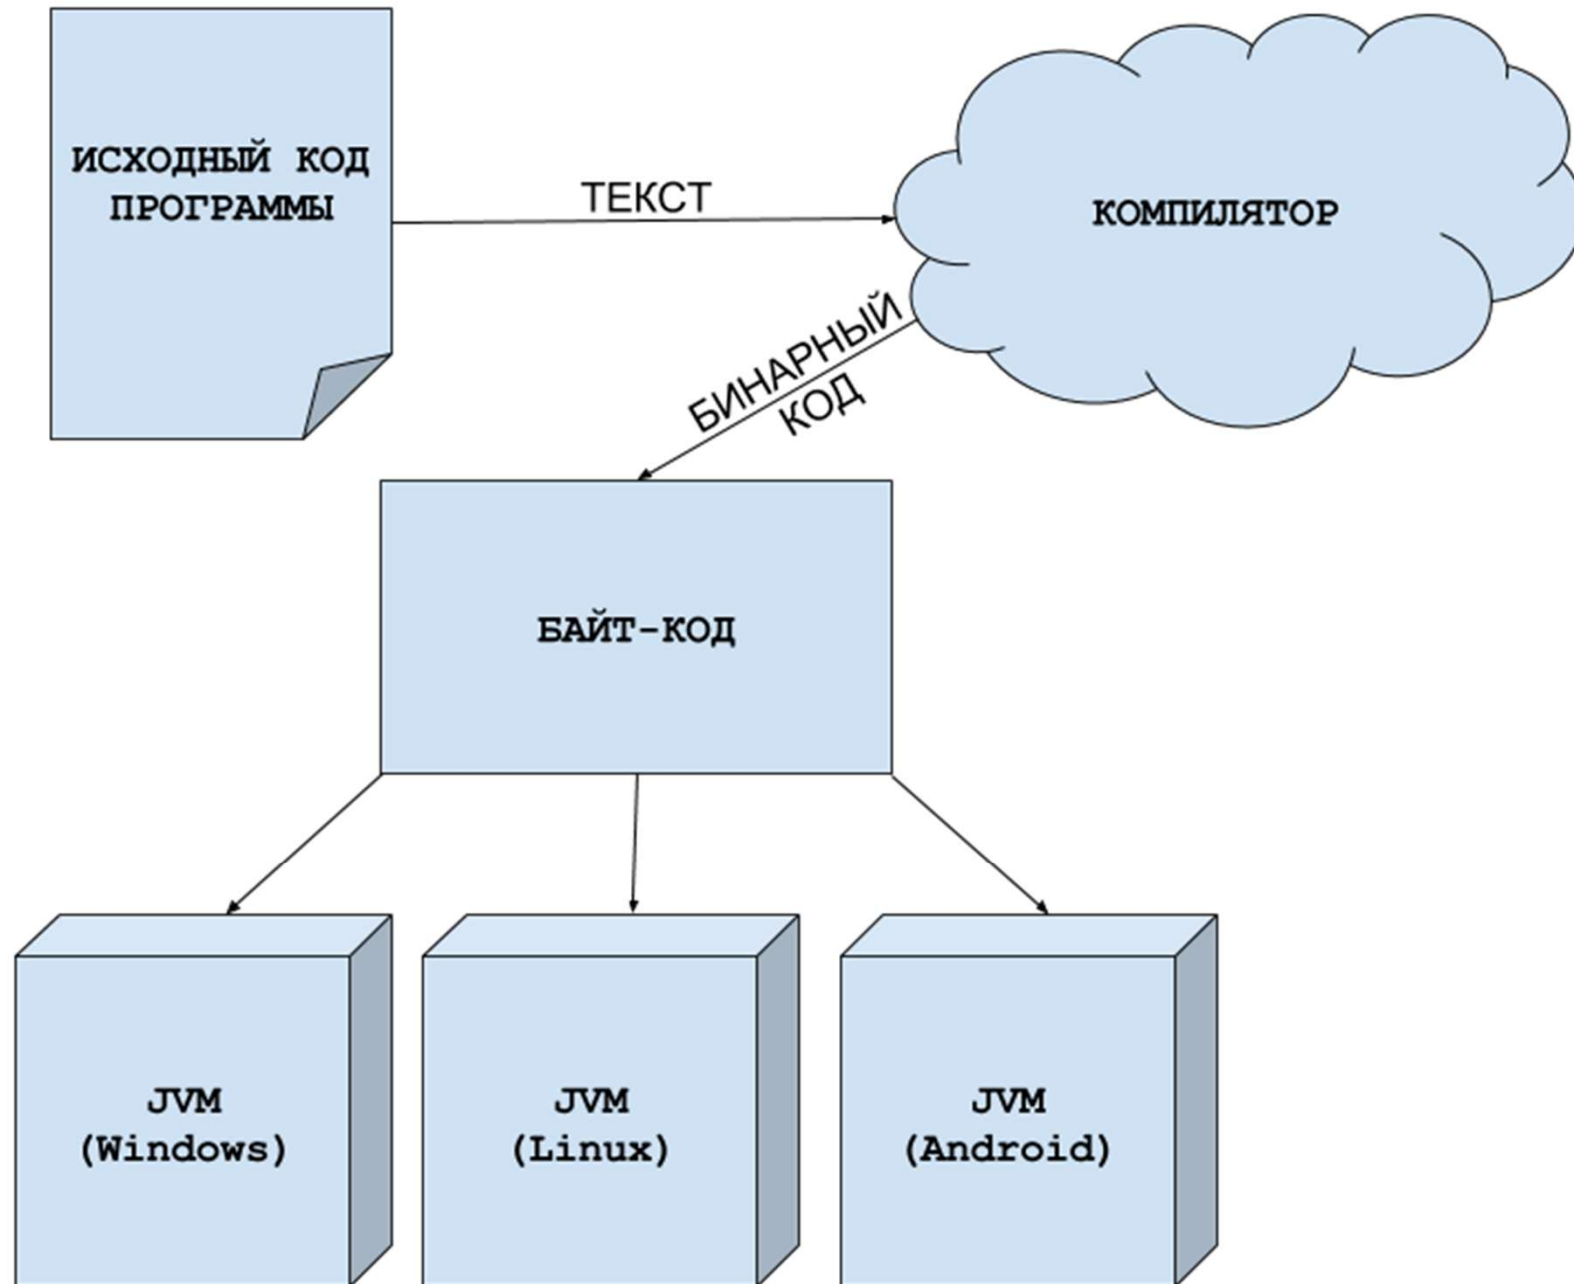 ИСХОДНЫЙ КОД
ПРОГРАММЫ
ТЕКСТ
КОМПИЛЯТОР
БИНАРНЫЙ
КОД
БАЙТ-КОД
JVM
(Windows)
JVM
(Linux)
JVM
(Android)